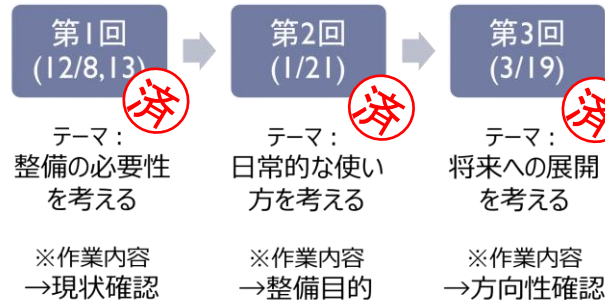 第1回
(12/8,13)
済
テーマ：
整備の必要性
を考える
※作業内容
→現状確認
第2回
(1/21)
済
テーマ：
日常的な使い
方を考える
※作業内容
→整備目的
第3回
(3/19)
済
テーマ：
将来への展開
を考える
※作業内容
→方向性確認